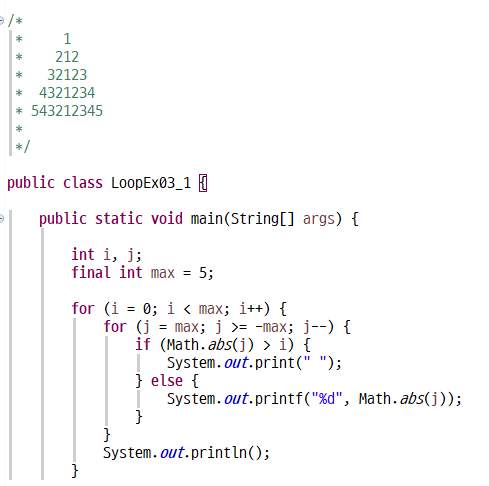 /*
 *     1
 *    212
 *   32123
 *  4321234
 * 543212345
 *
 */
public class LoopEx03_1 {
    public static void main(String[] args) {
        int i, j;
        final int max = 5;
        for (i = 0; i < max; i++) {
            for (j = max; j >= -max; j--) {
                if (Math.abs(j) > i) {
                    System.out.print(" ");
                } else {
                    System.out.printf("%d", Math.abs(j));
                }
            }
            System.out.println();
        }